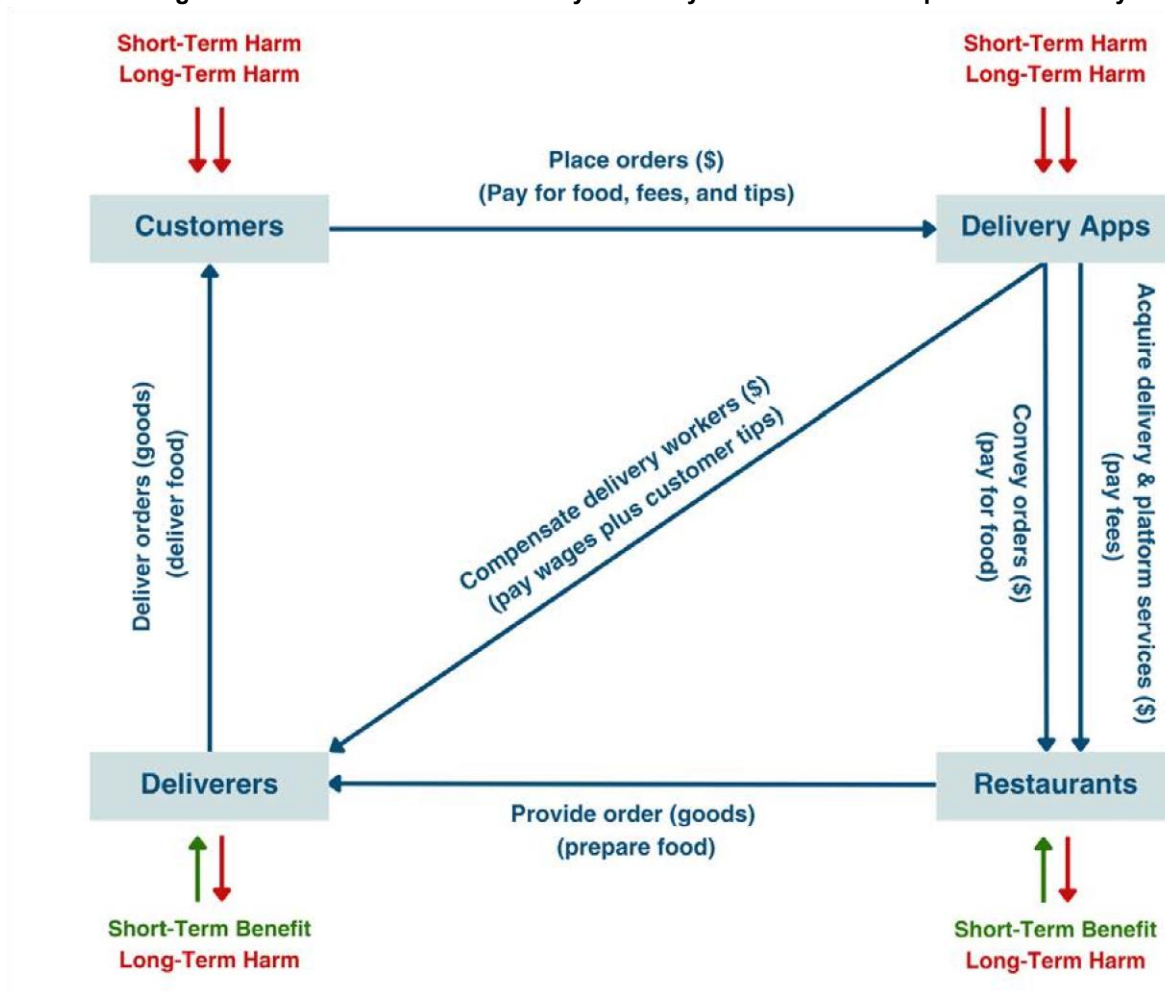 Short-Term Harm
Long-Term Harm
Short-Term Harm
Long-Term Harm
Place orders ($)
(Pay for food, fees, and tips)
Customers
Delivery Apps
Deliver orders (goods)
(deliver food)
Compensate delivery workers ($)
(pay wages plus customer tips)
Convey orders ($)
(pay for food)
Acquire delivery & platform services ($)
(pay fees)
Deliverers
Restaurants
Provide order (goods)
(prepare food)
Short-Term Benefit
Long-Term Harm
Short-Term Benefit
Long-Term Harm